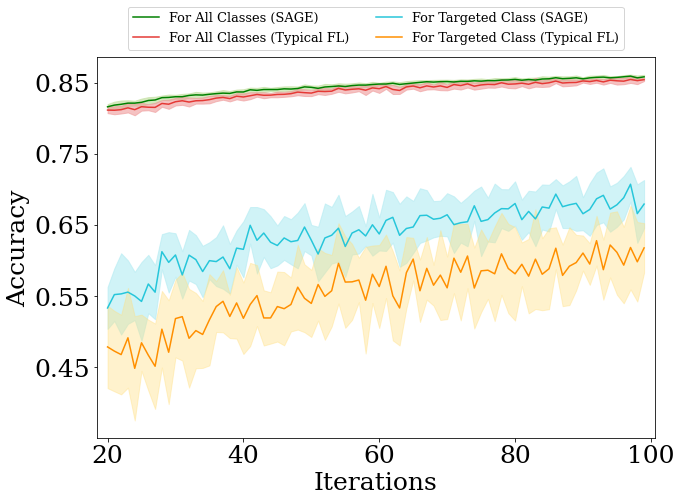 For All Classes (SAGE)
For All Classes (Typical FL)
For Targeted Class (SAGE)
For Targeted Class (Typical FL)
0.85
0.75
0.65
0.55
0.45
Accuracy
20 40 60 80 100
Iterations